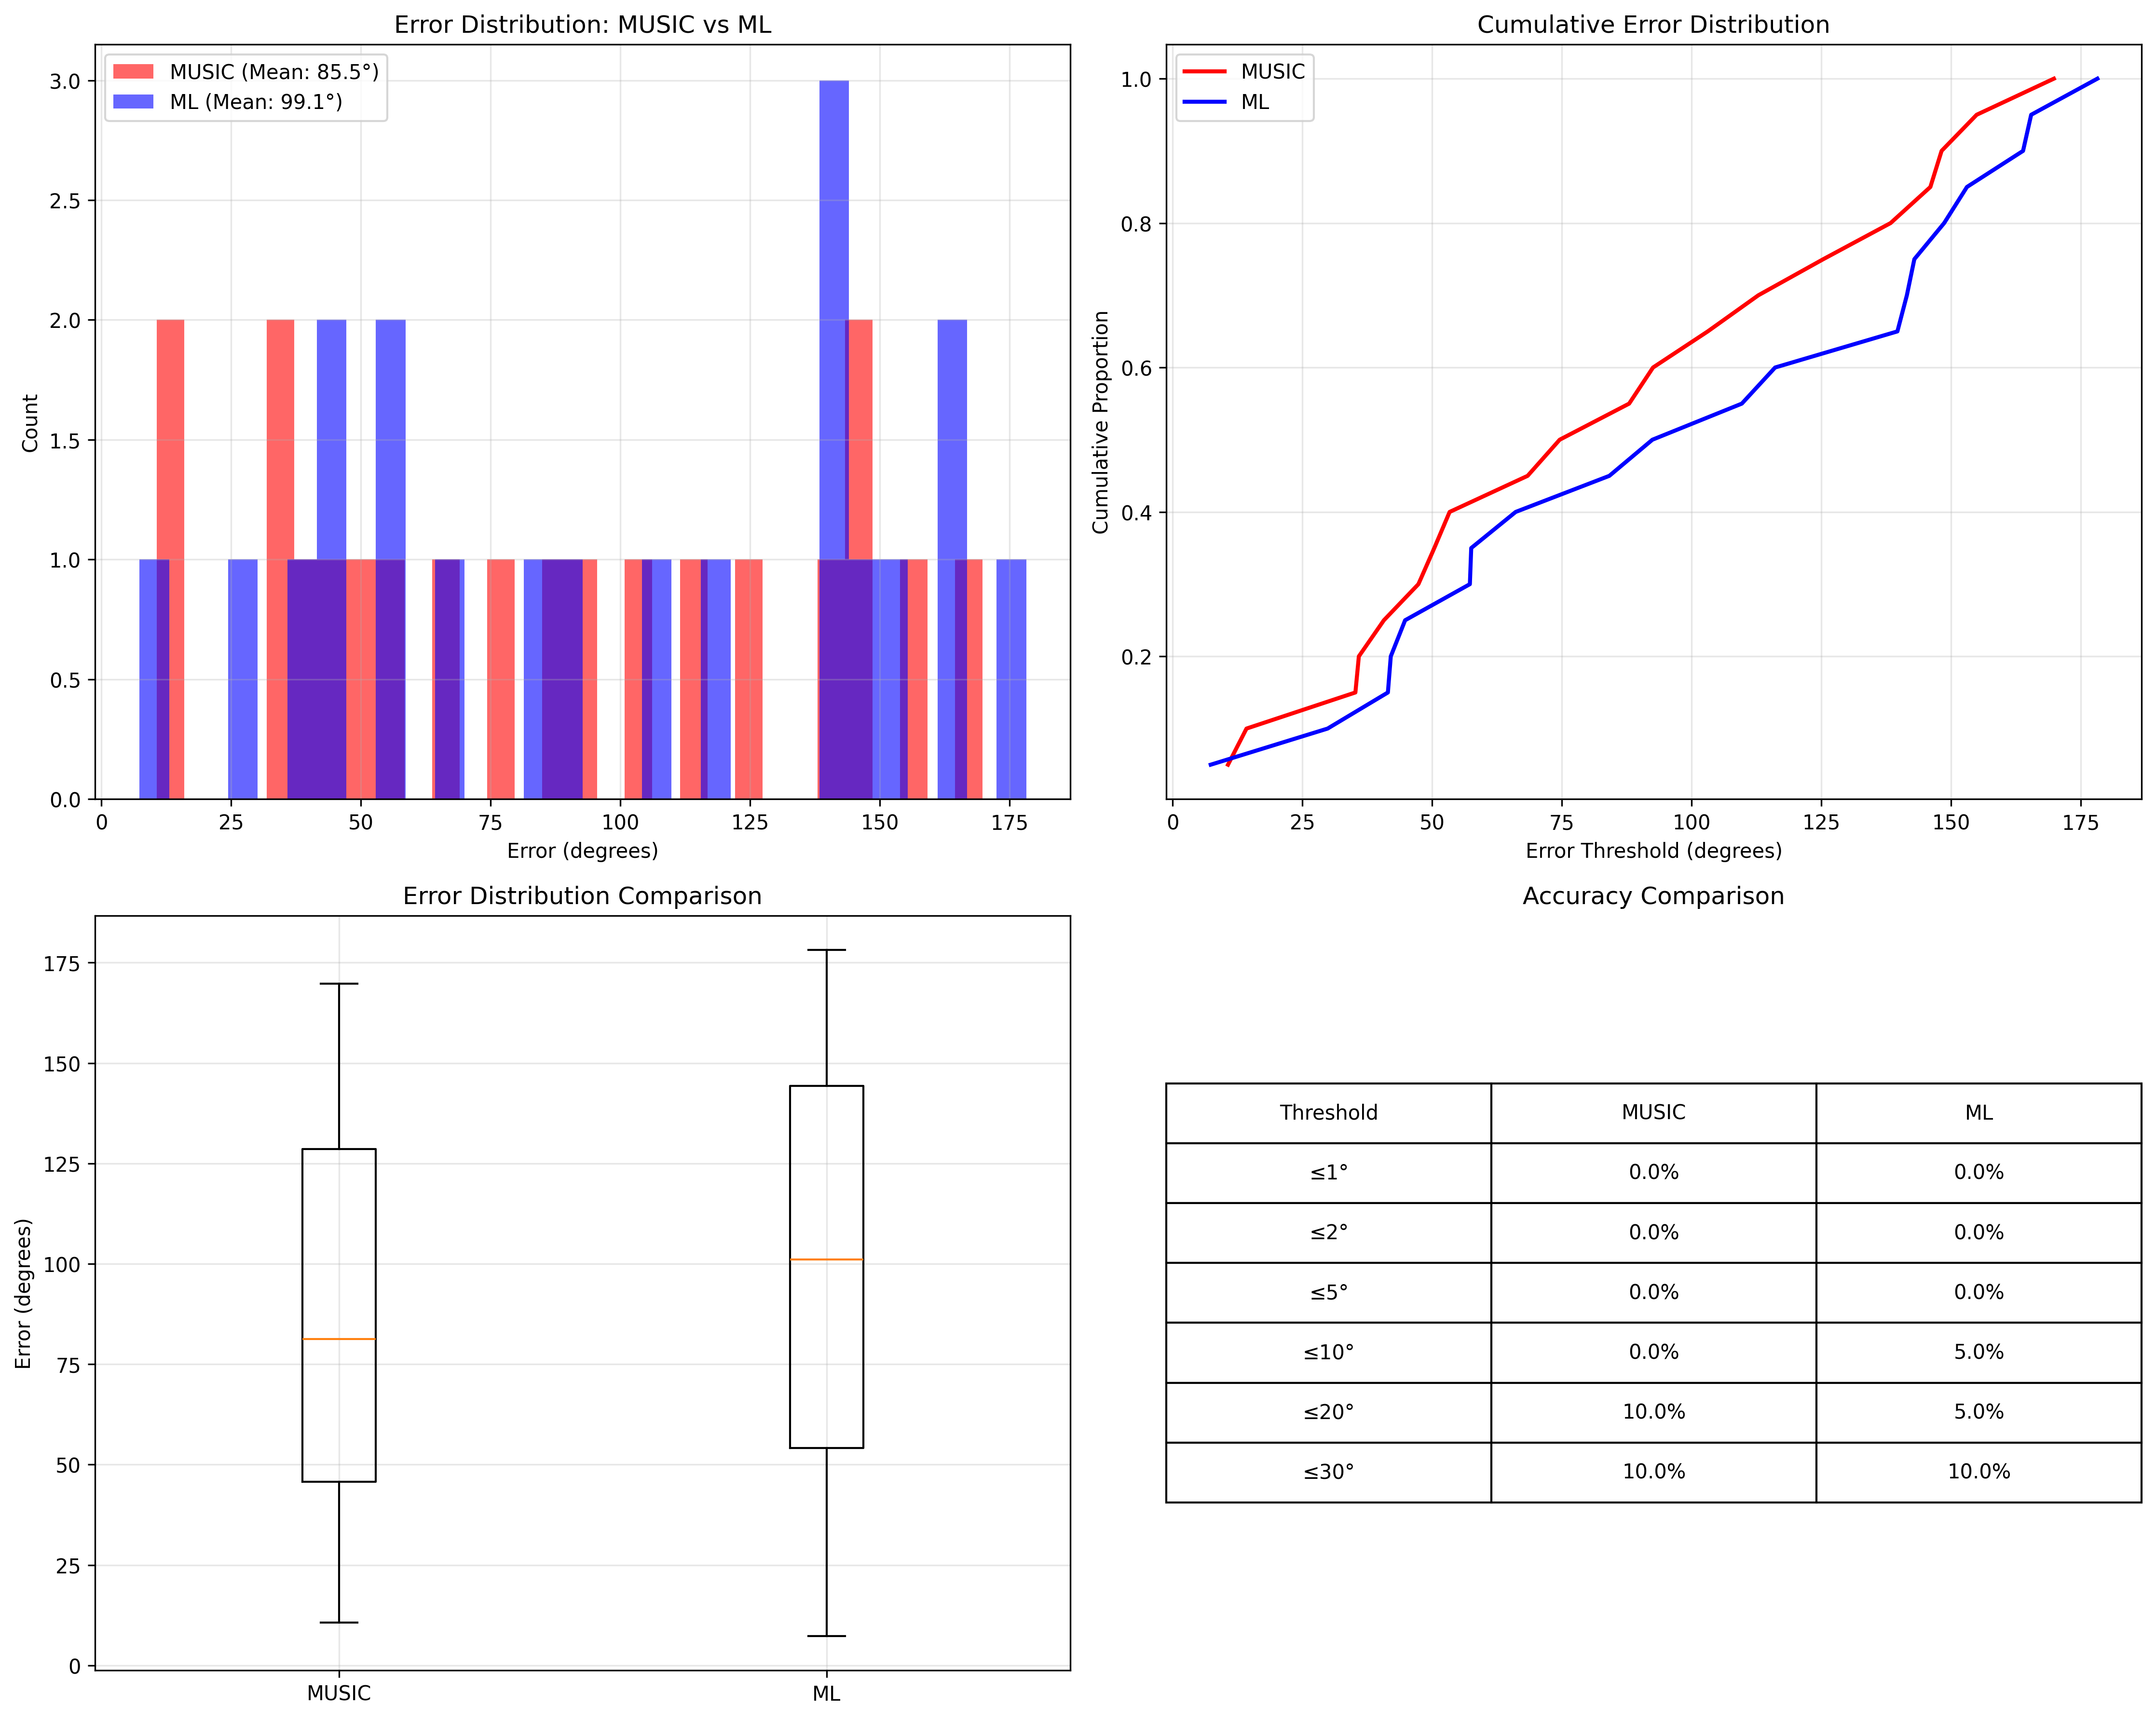 Error Distribution: MUSIC vs ML
MUSIC (Mean: 85.5°)
ML (Mean: 99.1°)
Count
3.0
2.5
2.0
1.5
1.0
0.5
0.0
0 25 50 75 100 125 150 175
Error (degrees)
Cumulative Error Distribution
MUSIC
ML
Cumulative Proportion
1.0
0.8
0.6
0.4
0.2
0 25 50 75 100 125 150 175
Error Threshold (degrees)
Error Distribution Comparison
Error (degrees)
175
150
125
100
75
50
25
0
MUSIC ML
Accuracy Comparison
Threshold MUSIC ML
≤1° 0.0% 0.0%
≤2° 0.0% 0.0%
≤5° 0.0% 0.0%
≤10° 0.0% 5.0%
≤20° 10.0% 5.0%
≤30° 10.0% 10.0%